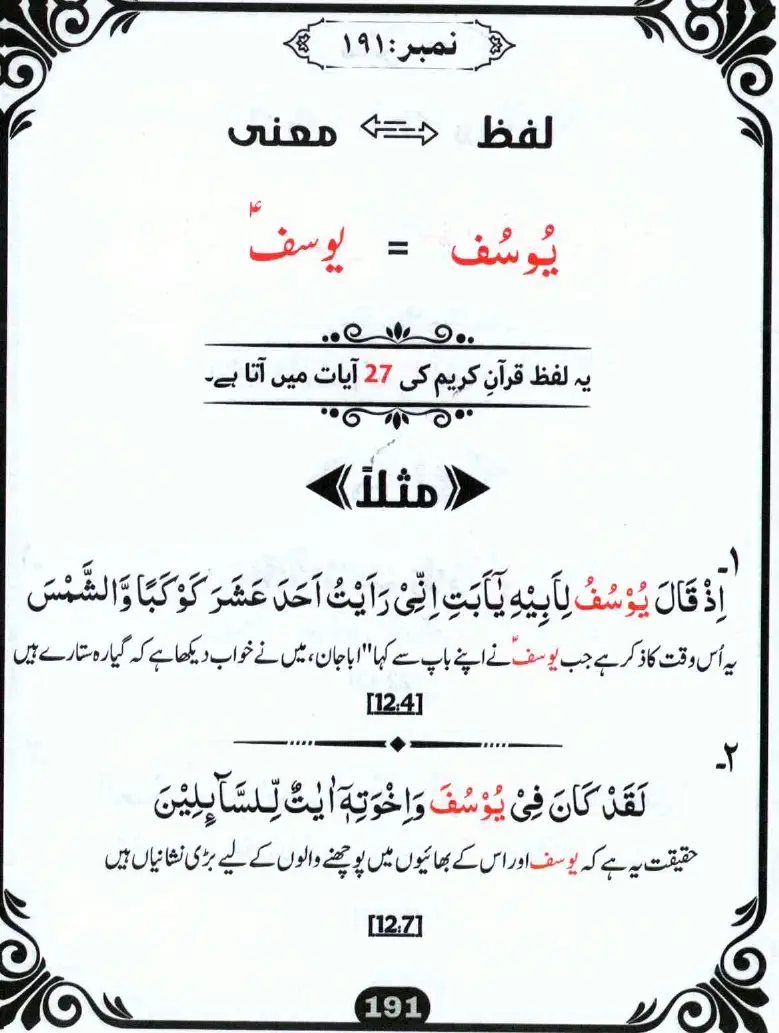 نمبر:۱۹۱
لفظ ⇐⇒ معنی
یُوسُف = یوسفؑ
یہ لفظ قرآنِ کریم کی 27 آیات میں آتا ہے۔
مثلاً
۱۔
اِذْ قَالَ یُوْسُفُ لِاَبِیْهِ یٰۤاَبَتِ اِنِّیْ رَاَیْتُ اَحَدَ عَشَرَ كَوْكَبًا وَّالشَّمْسَ
یہ اُس وقت کا ذکر ہے جب یوسفؑ نے اپنے باپ سے کہا "ابا جان، میں نے خواب دیکھا ہے کہ گیارہ ستارے ہیں
[12:4]
۲۔
لَقَدْ كَانَ فِیْ یُوْسُفَ وَاِخْوَتِهٖۤ اٰیٰتٌ لِّلسَّآىِٕلِیْنَ
حقیقت یہ ہے کہ یوسف اور اس کے بھائیوں میں پوچھنے والوں کے لیے بڑی نشانیاں ہیں
[12:7]
191